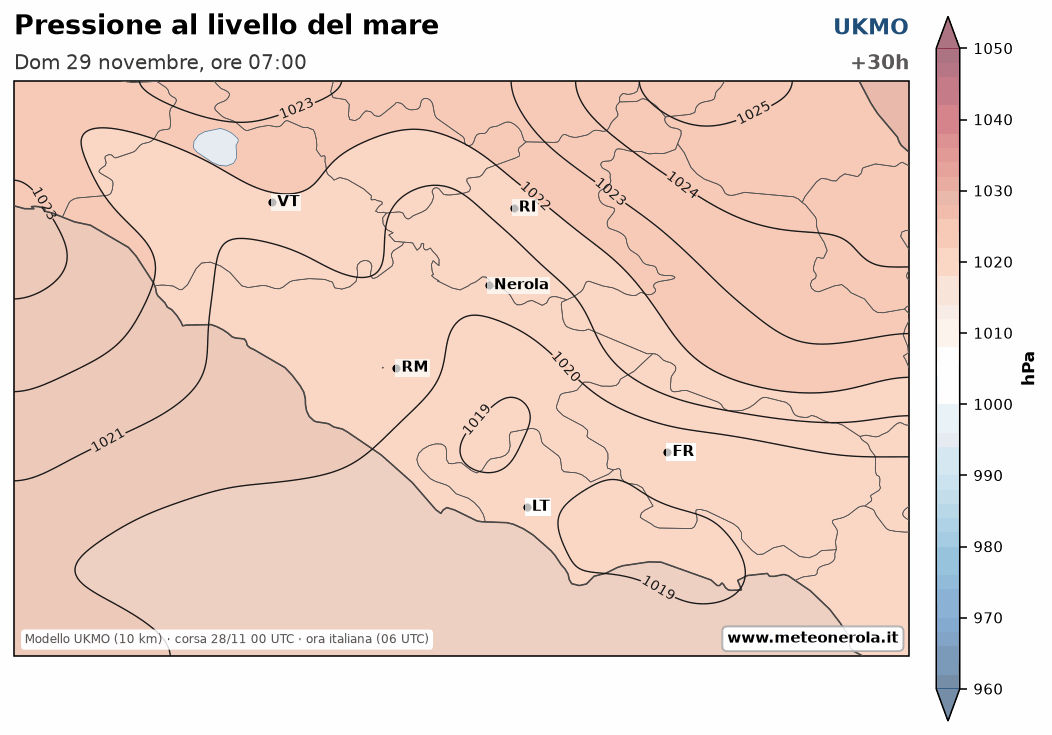 Pressione al livello del mare
UKMO
Dom 29 novembre, ore 07:00
+30h
1023
1025
1023
1022
1023
1024
VT
RI
Nerola
1020
RM
1019
1021
FR
LT
1019
Modello UKMO (10 km) · corsa 28/11 00 UTC · ora italiana (06 UTC)
www.meteonerola.it
1050
1040
1030
1020
1010
1000
990
980
970
960
hPa